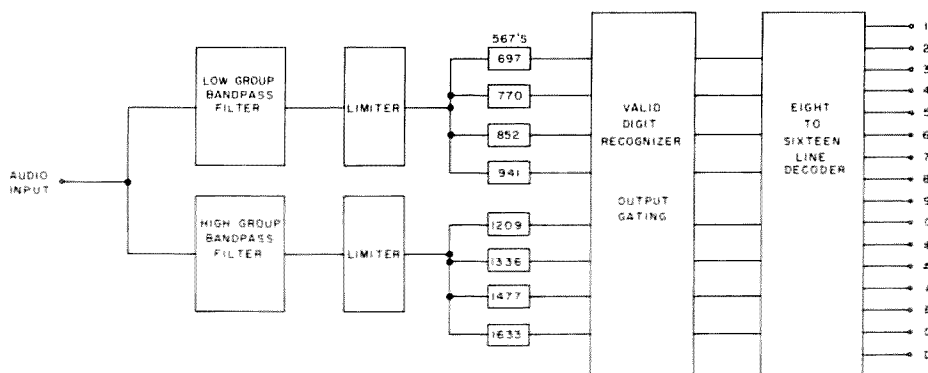 AUDIO
INPUT
LOW GROUP
BANDPASS
FILTER
LIMITER
HIGH GROUP
BANDPASS
FILTER
LIMITER
567'S
697
770
852
941
1209
1336
1477
1633
VALID
DIGIT
RECOGNIZER
OUTPUT
GATING
EIGHT
TO
SIXTEEN
LINE
DECODER
1
2
3
4
5
6
7
8
9